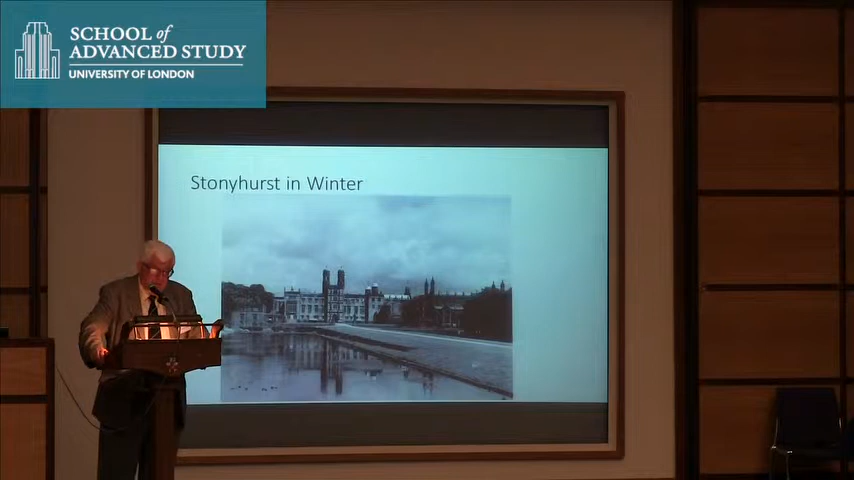 SCHOOL of
ADVANCED STUDY
UNIVERSITY OF LONDON
Stonyhurst in Winter